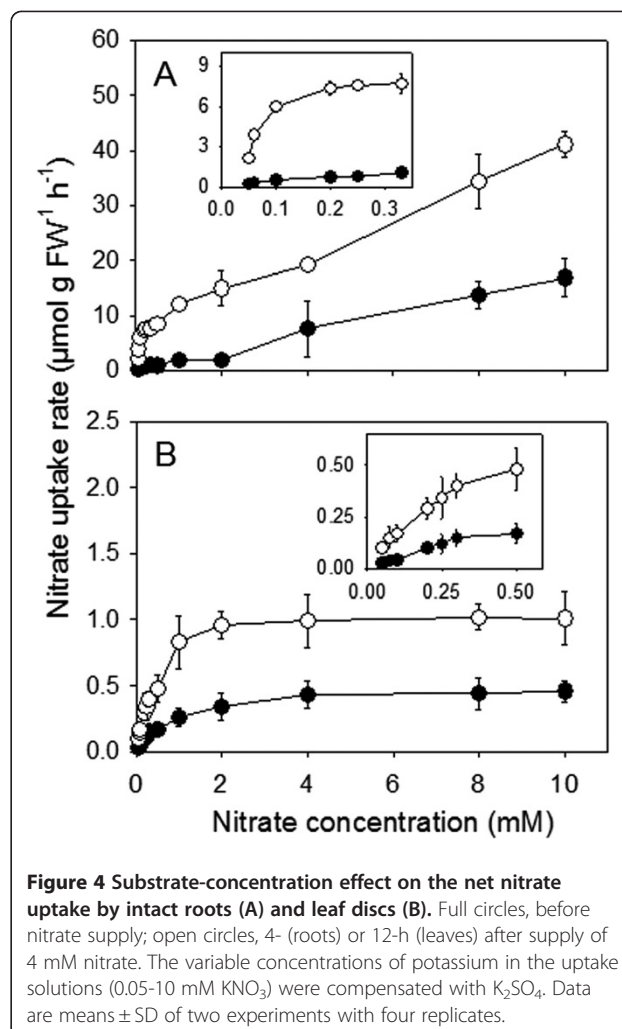 60
50
40
30
20
10
0
A
9
6
3
0
0.0 0.1 0.2 0.3
Nitrate uptake rate (µmol g FW⁻¹ h⁻¹)
2.5
2.0
1.5
1.0
0.5
0.0
B
0.50
0.25
0.00
0.00 0.25 0.50
0 2 4 6 8 10
Nitrate concentration (mM)
Figure 4 Substrate-concentration effect on the net nitrate
uptake by intact roots (A) and leaf discs (B). Full circles, before
nitrate supply; open circles, 4- (roots) or 12-h (leaves) after supply of
4 mM nitrate. The variable concentrations of potassium in the uptake
solutions (0.05-10 mM KNO₃) were compensated with K₂SO₄. Data
are means ± SD of two experiments with four replicates.